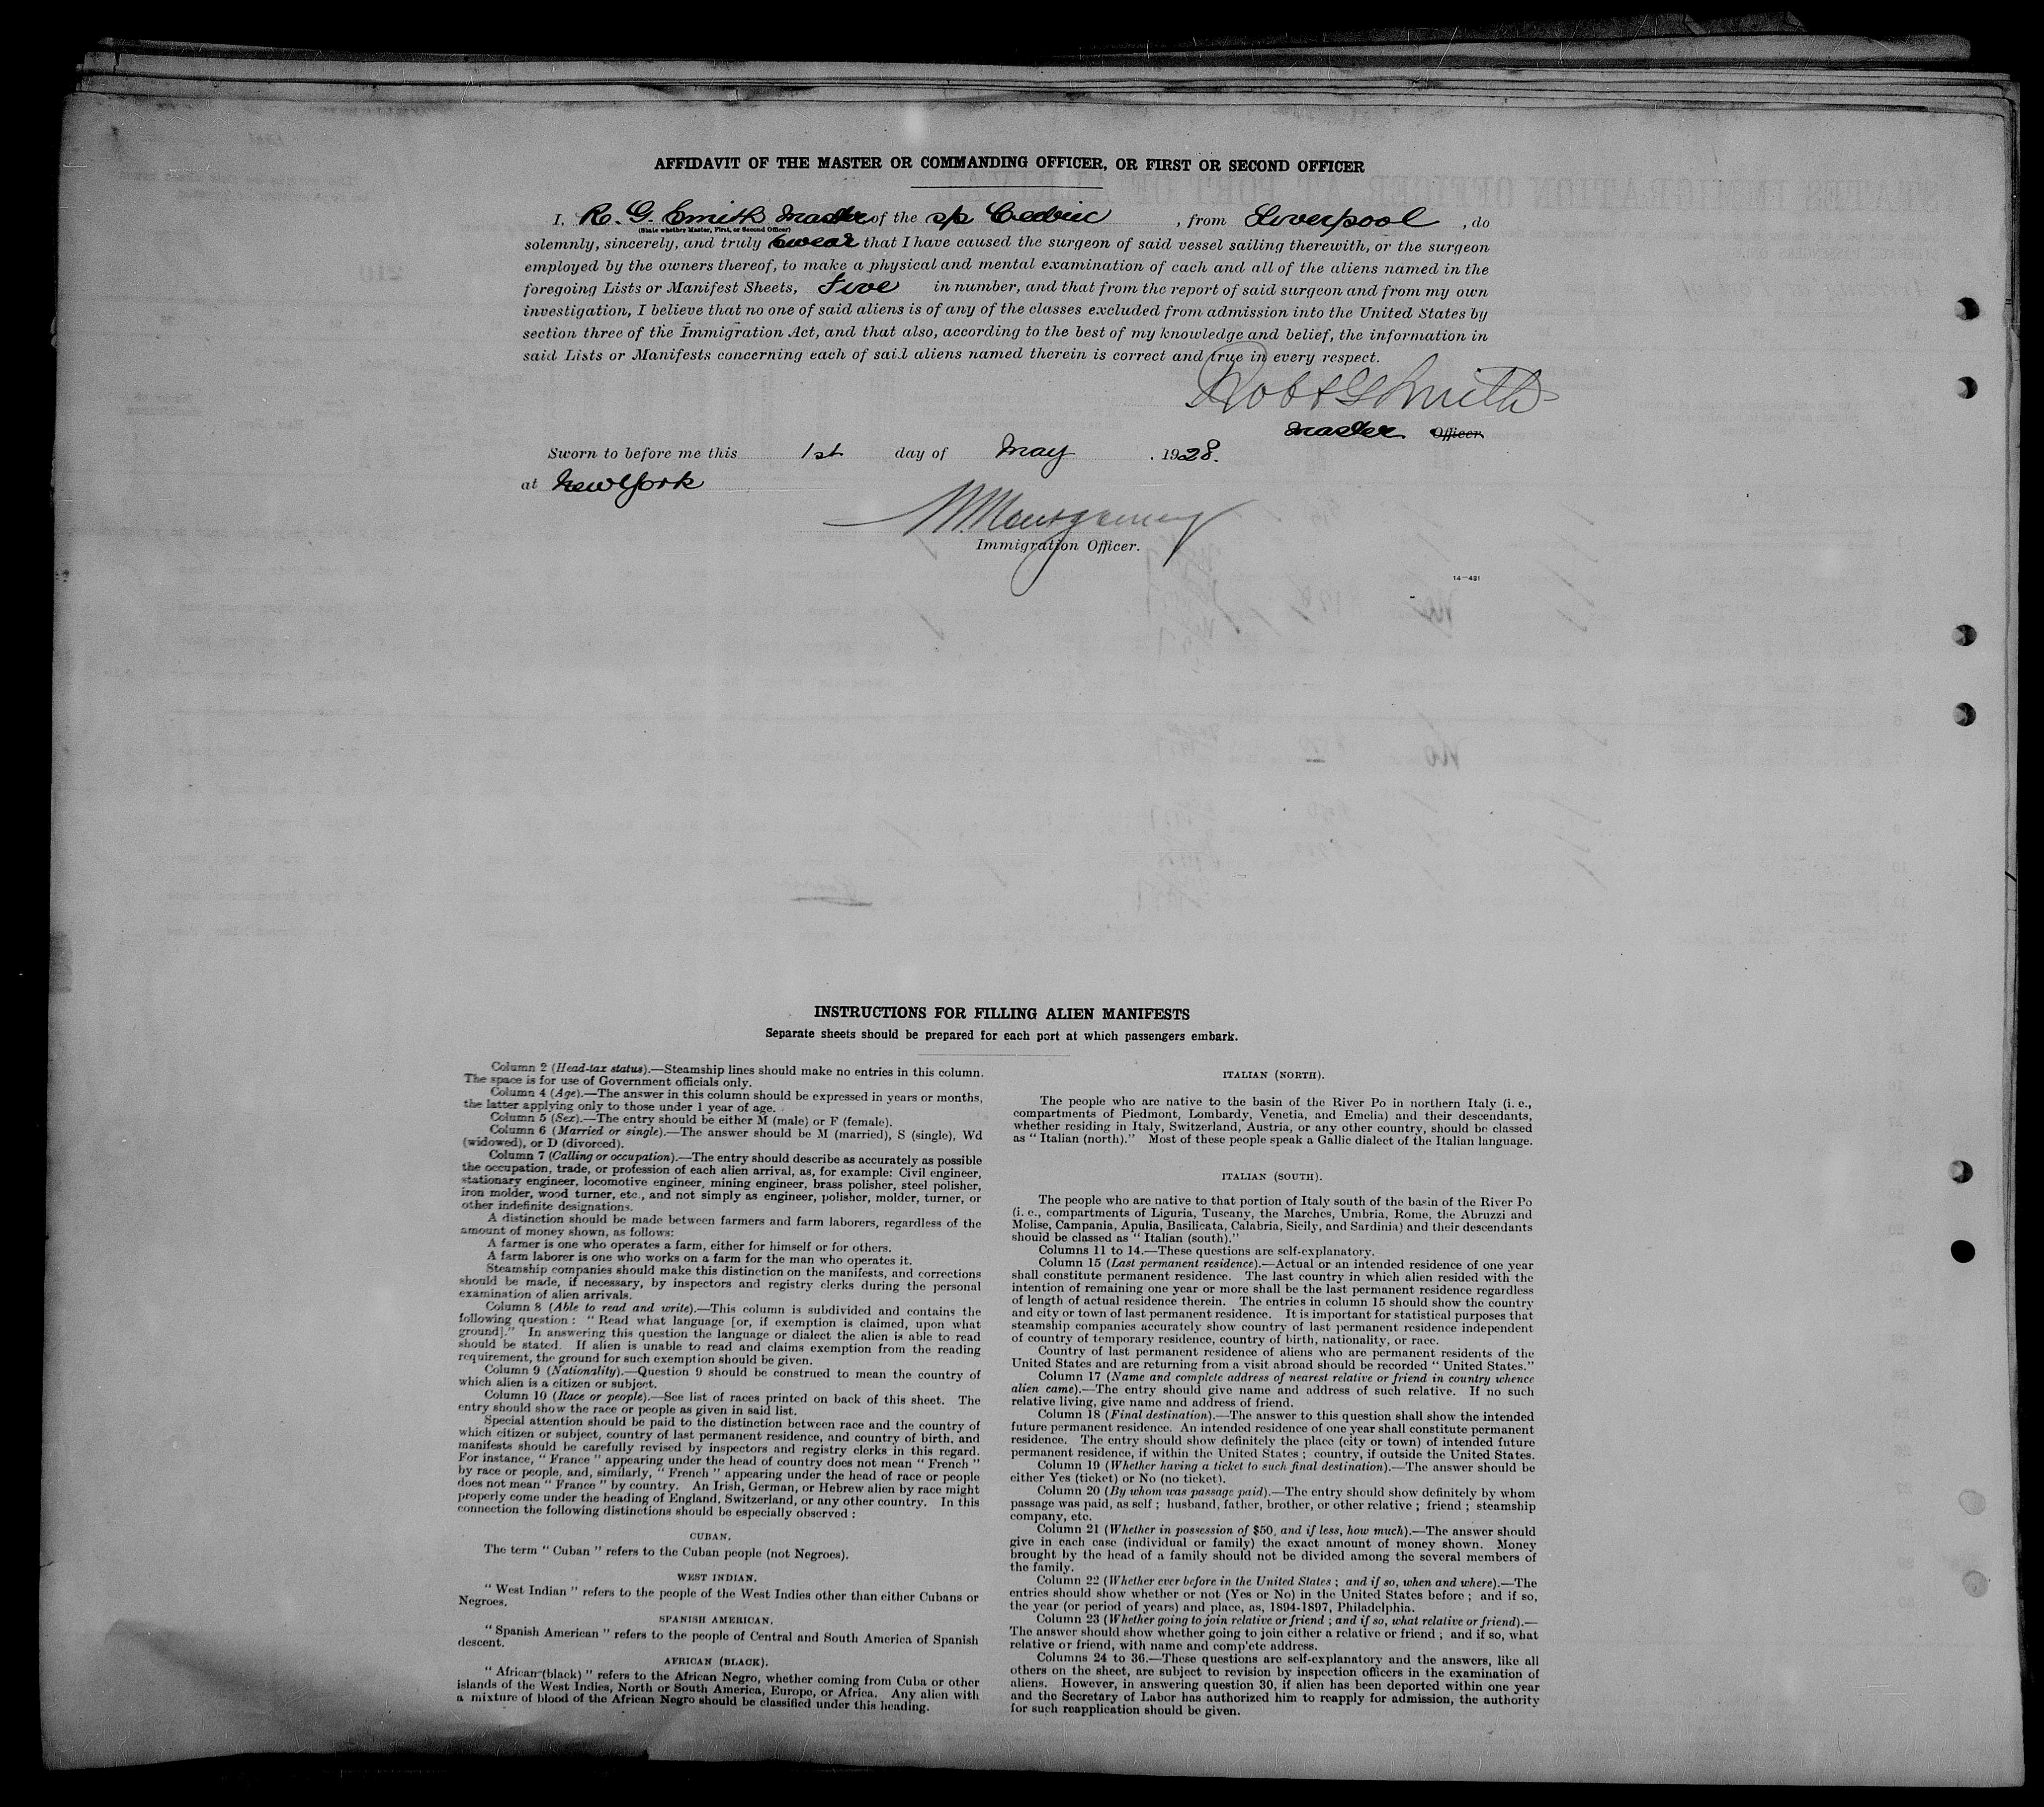 AFFIDAVIT OF THE MASTER OR COMMANDING OFFICER, OR FIRST OR SECOND OFFICER
I, R. G. Smith Master of the s/s Cedric, from Liverpool, do
(State whether Master, First, or Second Officer)
solemnly, sincerely, and truly swear that I have caused the surgeon of said vessel sailing therewith, or the surgeon
employed by the owners thereof, to make a physical and mental examination of each and all of the aliens named in the
foregoing Lists or Manifest Sheets, Five in number, and that from the report of said surgeon and from my own
investigation, I believe that no one of said aliens is of any of the classes excluded from admission into the United States by
section three of the Immigration Act, and that also, according to the best of my knowledge and belief, the information in
said Lists or Manifests concerning each of said aliens named therein is correct and true in every respect.
Robt G Smith
Master Officer.
Sworn to before me this 1st day of May, 1928.
at New York
Montgomery
Immigration Officer.
14—431
INSTRUCTIONS FOR FILLING ALIEN MANIFESTS
Separate sheets should be prepared for each port at which passengers embark.
Column 2 (Head-tax status).—Steamship lines should make no entries in this column.
The space is for use of Government officials only.
Column 4 (Age).—The answer in this column should be expressed in years or months,
the latter applying only to those under 1 year of age.
Column 5 (Sex).—The entry should be either M (male) or F (female).
Column 6 (Married or single).—The answer should be M (married), S (single), Wd
(widowed), or D (divorced).
Column 7 (Calling or occupation).—The entry should describe as accurately as possible
the occupation, trade, or profession of each alien arrival, as, for example: Civil engineer,
stationary engineer, locomotive engineer, mining engineer, brass polisher, steel polisher,
iron molder, wood turner, etc., and not simply as engineer, polisher, molder, turner, or
other indefinite designations.
A distinction should be made between farmers and farm laborers, regardless of the
amount of money shown, as follows:
A farmer is one who operates a farm, either for himself or for others.
A farm laborer is one who works on a farm for the man who operates it.
Steamship companies should make this distinction on the manifests, and corrections
should be made, if necessary, by inspectors and registry clerks during the personal
examination of alien arrivals.
Column 8 (Able to read and write).—This column is subdivided and contains the
following question: "Read what language [or, if exemption is claimed, upon what
ground]." In answering this question the language or dialect the alien is able to read
should be stated. If alien is unable to read and claims exemption from the reading
requirement, the ground for such exemption should be given.
Column 9 (Nationality).—Question 9 should be construed to mean the country of
which alien is a citizen or subject.
Column 10 (Race or people).—See list of races printed on back of this sheet. The
entry should show the race or people as given in said list.
Special attention should be paid to the distinction between race and the country of
which citizen or subject, country of last permanent residence, and country of birth, and
manifests should be carefully revised by inspectors and registry clerks in this regard.
For instance, "France" appearing under the head of country does not mean "French"
by race or people, and, similarly, "French" appearing under the head of race or people
does not mean "France" by country. An Irish, German, or Hebrew alien by race might
properly come under the heading of England, Switzerland, or any other country. In this
connection the following distinctions should be especially observed:
CUBAN.
The term "Cuban" refers to the Cuban people (not Negroes).
WEST INDIAN.
"West Indian" refers to the people of the West Indies other than either Cubans or
Negroes.
SPANISH AMERICAN.
"Spanish American" refers to the people of Central and South America of Spanish
descent.
AFRICAN (BLACK).
"African (black)" refers to the African Negro, whether coming from Cuba or other
islands of the West Indies, North or South America, Europe, or Africa. Any alien with
a mixture of blood of the African Negro should be classified under this heading.
ITALIAN (NORTH).
The people who are native to the basin of the River Po in northern Italy (i. e.,
compartments of Piedmont, Lombardy, Venetia, and Emelia) and their descendants,
whether residing in Italy, Switzerland, Austria, or any other country, should be classed
as "Italian (north)." Most of these people speak a Gallic dialect of the Italian language.
ITALIAN (SOUTH).
The people who are native to that portion of Italy south of the basin of the River Po
(i. e., compartments of Liguria, Tuscany, the Marches, Umbria, Rome, the Abruzzi and
Molise, Campania, Apulia, Basilicata, Calabria, Sicily, and Sardinia) and their descendants
should be classed as "Italian (south)."
Columns 11 to 14.—These questions are self-explanatory.
Column 15 (Last permanent residence).—Actual or an intended residence of one year
shall constitute permanent residence. The last country in which alien resided with the
intention of remaining one year or more shall be the last permanent residence regardless
of length of actual residence therein. The entries in column 15 should show the country
and city or town of last permanent residence. It is important for statistical purposes that
steamship companies accurately show country of last permanent residence independent
of country of temporary residence, country of birth, nationality, or race.
Country of last permanent residence of aliens who are permanent residents of the
United States and are returning from a visit abroad should be recorded "United States."
Column 17 (Name and complete address of nearest relative or friend in country whence
alien came).—The entry should give name and address of such relative. If no such
relative living, give name and address of friend.
Column 18 (Final destination).—The answer to this question shall show the intended
future permanent residence. An intended residence of one year shall constitute permanent
residence. The entry should show definitely the place (city or town) of intended future
permanent residence, if within the United States; country, if outside the United States.
Column 19 (Whether having a ticket to such final destination).—The answer should be
either Yes (ticket) or No (no ticket).
Column 20 (By whom was passage paid).—The entry should show definitely by whom
passage was paid, as self; husband, father, brother, or other relative; friend; steamship
company, etc.
Column 21 (Whether in possession of $50, and if less, how much).—The answer should
give in each case (individual or family) the exact amount of money shown. Money
brought by the head of a family should not be divided among the several members of
the family.
Column 22 (Whether ever before in the United States; and if so, when and where).—The
entries should show whether or not (Yes or No) in the United States before; and if so,
the year (or period of years) and place, as, 1894-1897, Philadelphia.
Column 23 (Whether going to join relative or friend; and if so, what relative or friend).—
The answer should show whether going to join either a relative or friend; and if so, what
relative or friend, with name and complete address.
Columns 24 to 36.—These questions are self-explanatory and the answers, like all
others on the sheet, are subject to revision by inspection officers in the examination of
aliens. However, in answering question 30, if alien has been deported within one year
and the Secretary of Labor has authorized him to reapply for admission, the authority
for such reapplication should be given.